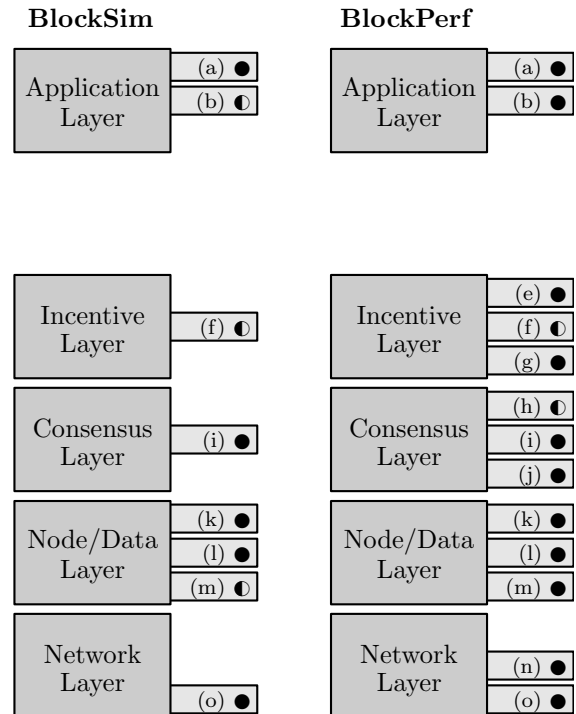 BlockSim
BlockPerf
Application
Layer
(a) ●
(b) ◐
Application
Layer
(a) ●
(b) ●
Incentive
Layer
(f) ◐
Incentive
Layer
(e) ●
(f) ◐
(g) ●
Consensus
Layer
(i) ●
Consensus
Layer
(h) ◐
(i) ●
(j) ●
Node/Data
Layer
(k) ●
(l) ●
(m) ◐
Node/Data
Layer
(k) ●
(l) ●
(m) ●
Network
Layer
(o) ●
Network
Layer
(n) ●
(o) ●